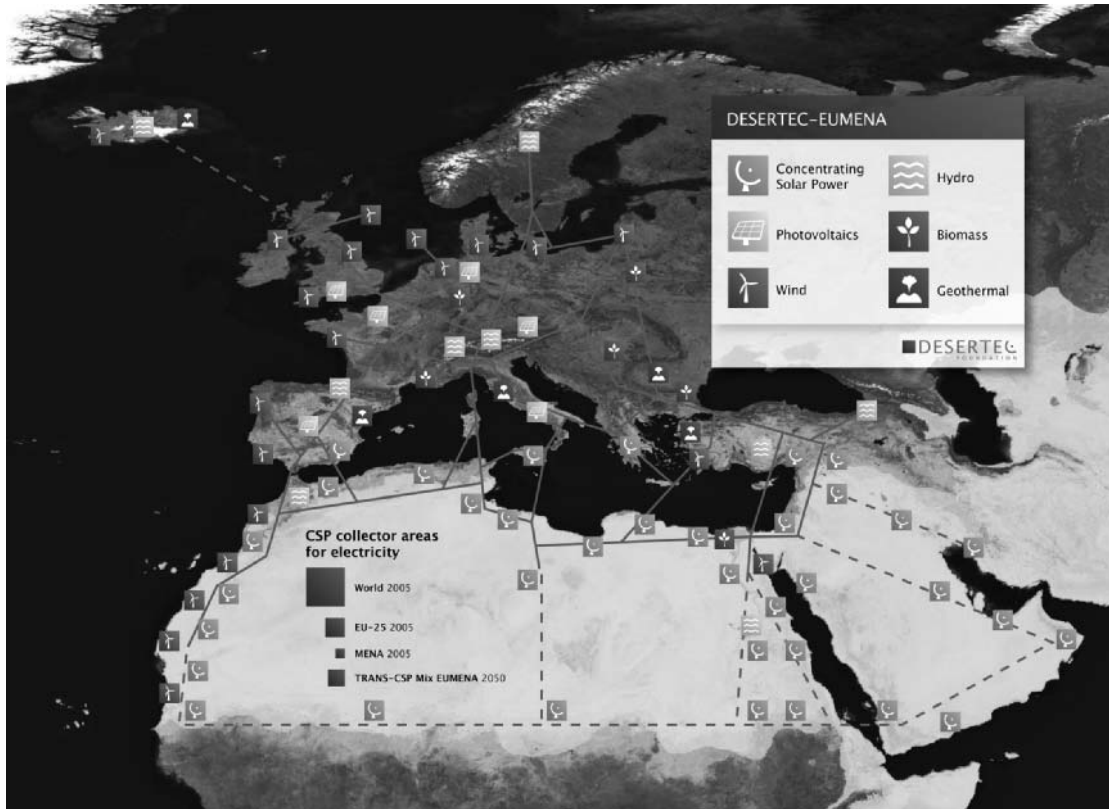 DESERTEC-EUMENA
Concentrating
Solar Power
Hydro
Photovoltaics
Biomass
Wind
Geothermal
DESERTEC
FOUNDATION
CSP collector areas
for electricity
World 2005
EU-25 2005
MENA 2005
TRANS-CSP Mix EUMENA 2050